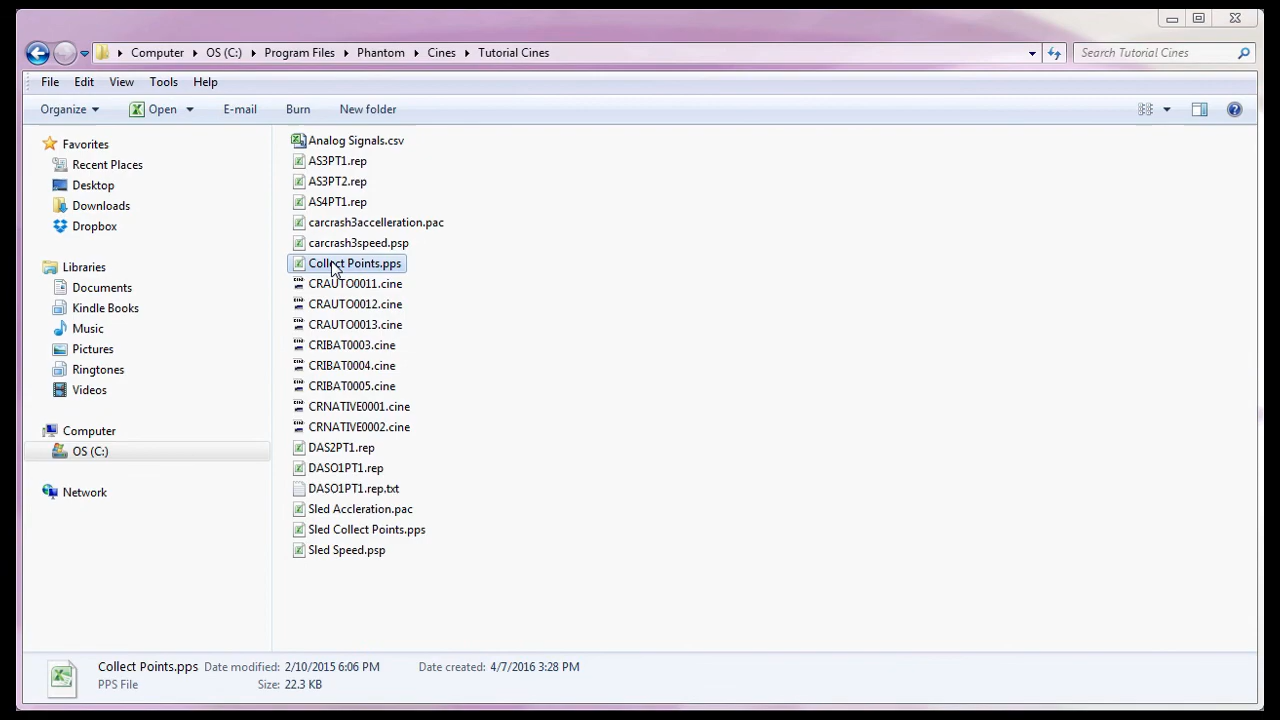 Computer OS (C:) Program Files Phantom Cines Tutorial Cines Search Tutorial Cines
File Edit View Tools Help
Organize Open E-mail Burn New folder
Favorites
Recent Places
Desktop
Downloads
Dropbox
Libraries
Documents
Kindle Books
Music
Pictures
Ringtones
Videos
Computer
OS (C:)
Network
Analog Signals.csv
AS3PT1.rep
AS3PT2.rep
AS4PT1.rep
carcrash3accelleration.pac
carcrash3speed.psp
Collect Points.pps
CRAUTO0011.cine
CRAUTO0012.cine
CRAUTO0013.cine
CRIBAT0003.cine
CRIBAT0004.cine
CRIBAT0005.cine
CRNATIVE0001.cine
CRNATIVE0002.cine
DAS2PT1.rep
DASO1PT1.rep
DASO1PT1.rep.txt
Sled Accleration.pac
Sled Collect Points.pps
Sled Speed.psp
Collect Points.pps Date modified: 2/10/2015 6:06 PM Date created: 4/7/2016 3:28 PM
PPS File Size: 22.3 KB